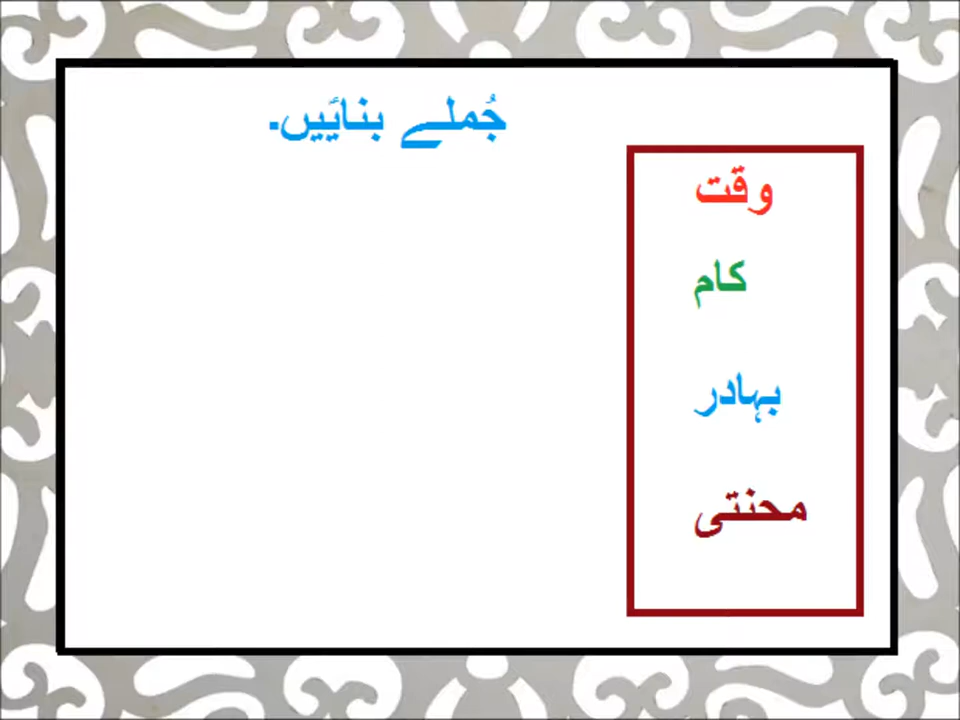 جُملے بنائیں۔
وقت
کام
بہادر
محنتی